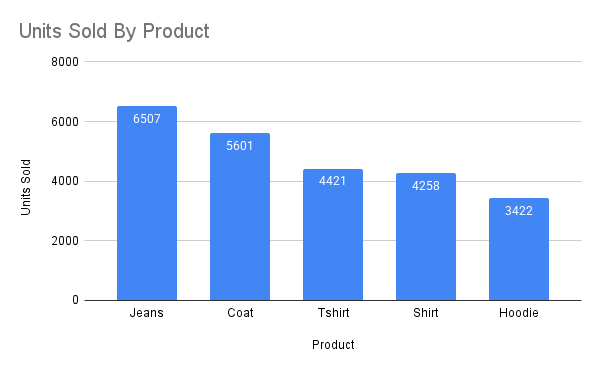 Units Sold By Product
Units Sold
8000
6000
4000
2000
0
6507
5601
4421
4258
3422
Jeans Coat Tshirt Shirt Hoodie
Product